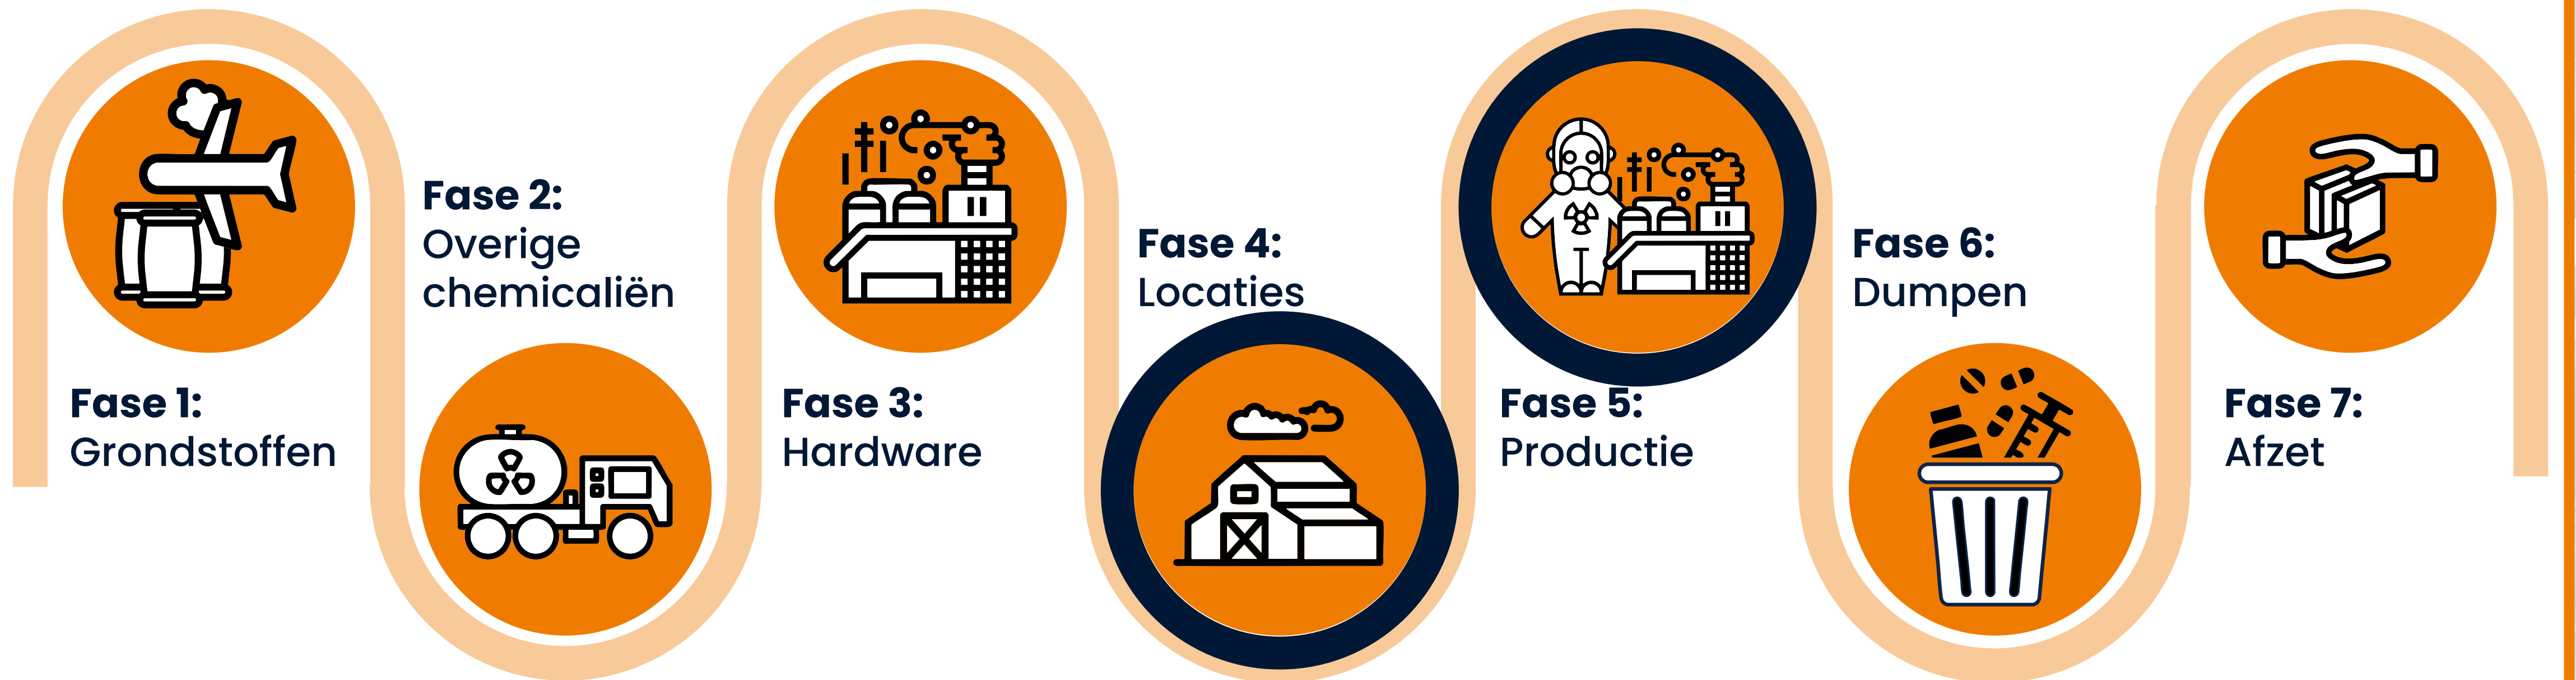 Fase 1:
Grondstoffen
Fase 2:
Overige
chemicaliën
Fase 3:
Hardware
Fase 4:
Locaties
Fase 5:
Productie
Fase 6:
Dumpen
Fase 7:
Afzet